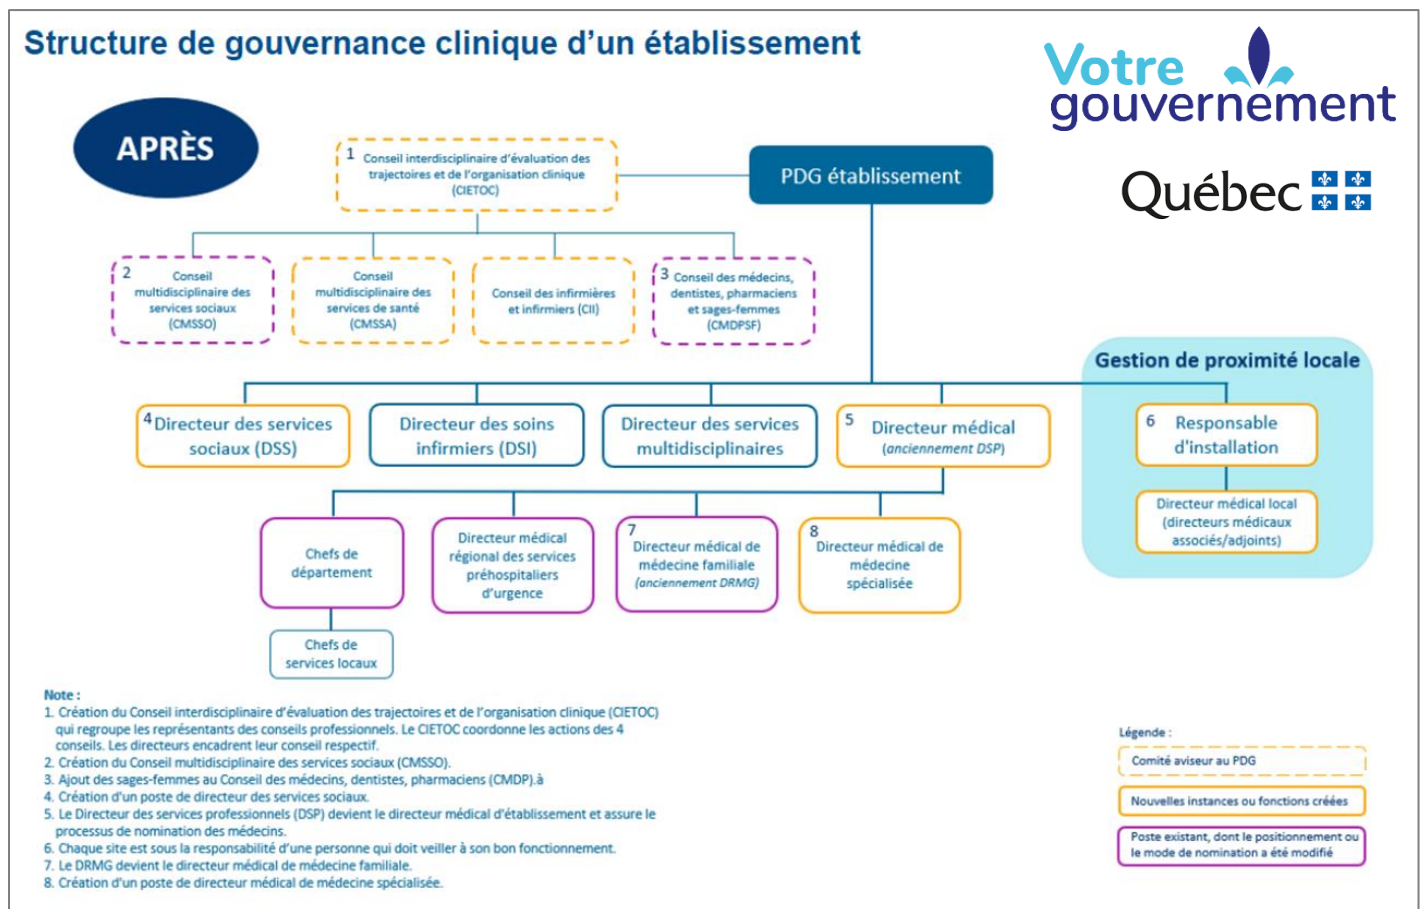 Structure de gouvernance clinique d’un établissement
Votre
gouvernement
Québec
APRÈS
1 Conseil interdisciplinaire d’évaluation des
trajectoires et de l’organisation clinique
(CIETOC)
PDG établissement
2 Conseil
multidisciplinaire des
services sociaux
(CMSSO)
Conseil
multidisciplinaire des
services de santé
(CMSSA)
Conseil des infirmières
et infirmiers (CII)
3 Conseil des médecins,
dentistes, pharmaciens
et sages-femmes
(CMDPSF)
Gestion de proximité locale
4 Directeur des services
sociaux (DSS)
Directeur des soins
infirmiers (DSI)
Directeur des services
multidisciplinaires
5 Directeur médical
(anciennement DSP)
6 Responsable
d'installation
Directeur médical local
(directeurs médicaux
associés/adjoints)
Chefs de
département
Directeur médical
régional des services
préhospitaliers
d’urgence
7
Directeur médical de
médecine familiale
(anciennement DRMG)
8
Directeur médical de
médecine
spécialisée
Chefs de
services locaux
Note :
1. Création du Conseil interdisciplinaire d’évaluation des trajectoires et de l’organisation clinique (CIETOC)
qui regroupe les représentants des conseils professionnels. Le CIETOC coordonne les actions des 4
conseils. Les directeurs encadrent leur conseil respectif.
2. Création du Conseil multidisciplinaire des services sociaux (CMSSO).
3. Ajout des sages-femmes au Conseil des médecins, dentistes, pharmaciens (CMDP).à
4. Création d'un poste de directeur des services sociaux.
5. Le Directeur des services professionnels (DSP) devient le directeur médical d’établissement et assure le
processus de nomination des médecins.
6. Chaque site est sous la responsabilité d’une personne qui doit veiller à son bon fonctionnement.
7. Le DRMG devient le directeur médical de médecine familiale.
8. Création d'un poste de directeur médical de médecine spécialisée.
Légende :
Comité aviseur au PDG
Nouvelles instances ou fonctions créées
Poste existant, dont le positionnement ou
le mode de nomination a été modifié